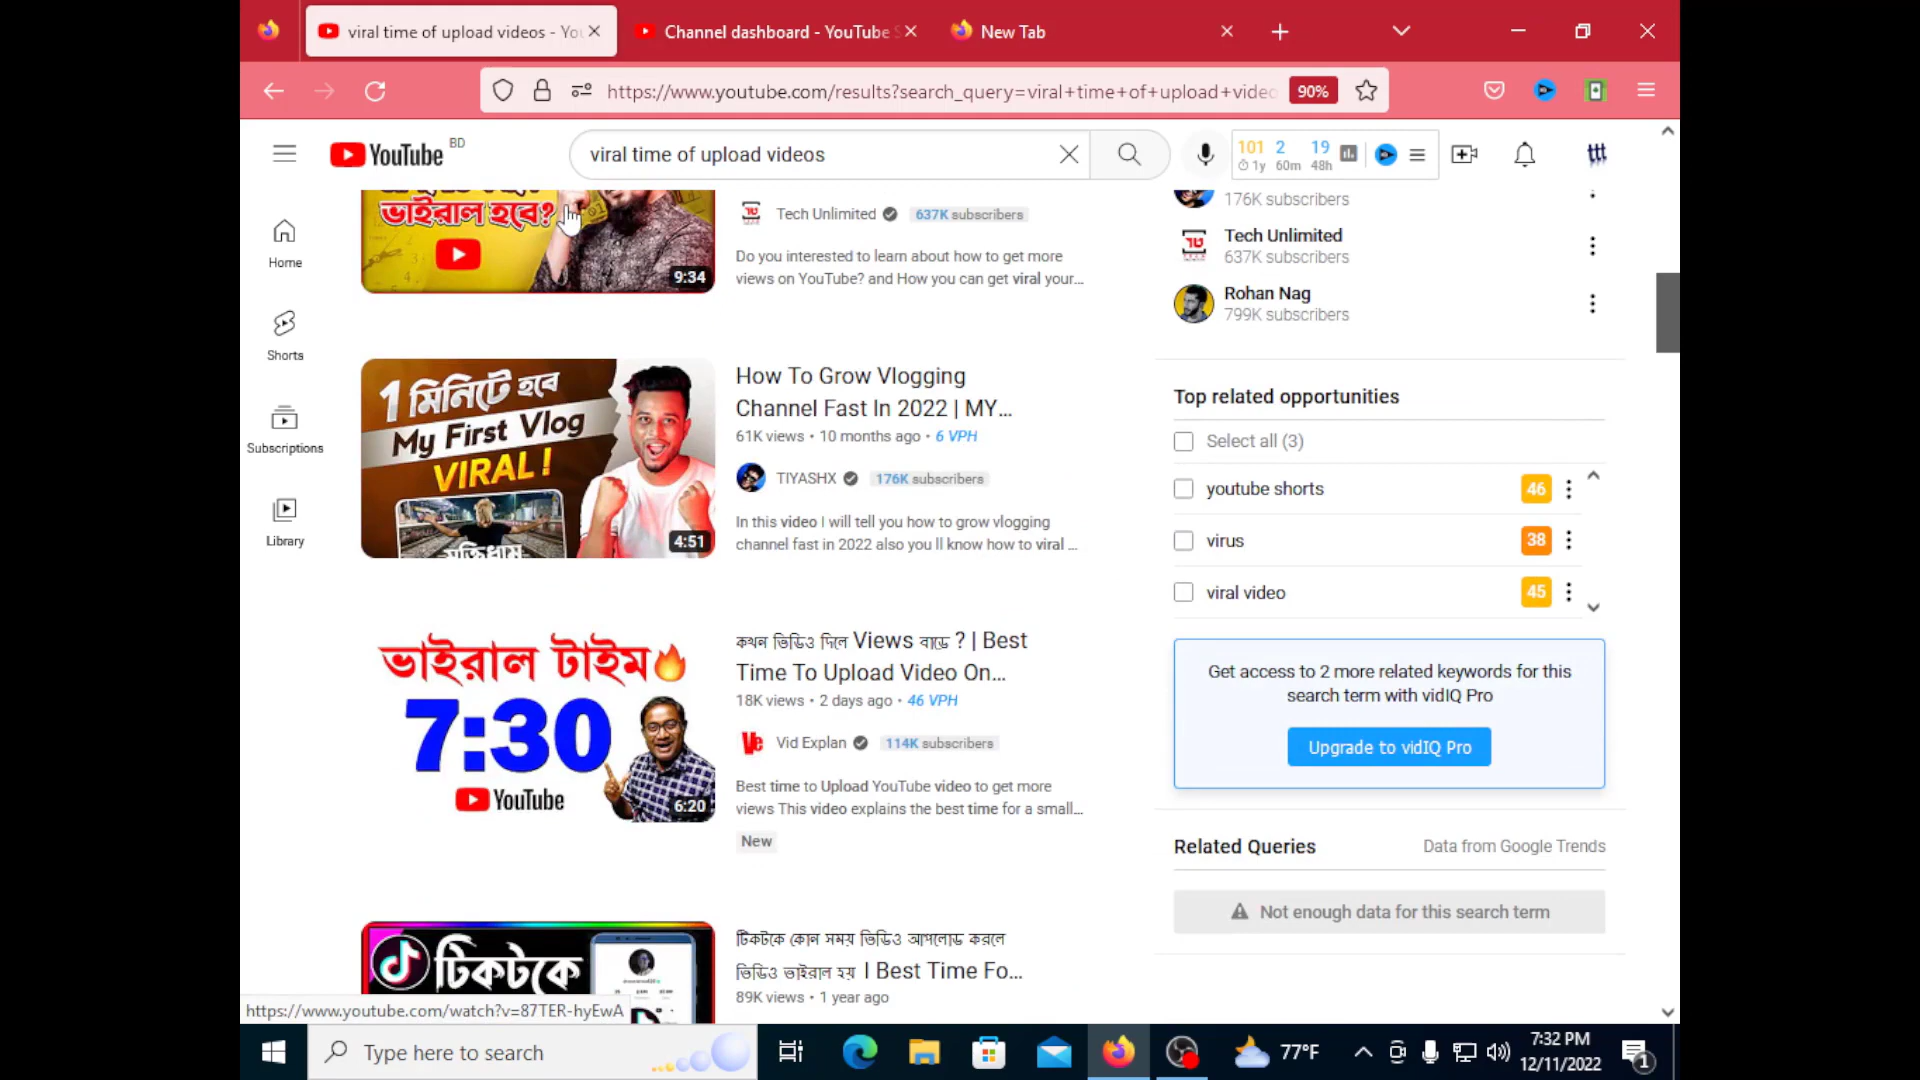 viral time of upload videos - You
Channel dashboard - YouTube S
New Tab
https://www.youtube.com/results?search_query=viral+time+of+upload+video
90%
YouTube BD
viral time of upload videos
101 2 19
1y 60m 48h
Home
Shorts
Subscriptions
Library
ভাইরাল হবে?
9:34
Tech Unlimited 637K subscribers
Do you interested to learn about how to get more
views on YouTube? and How you can get viral your...
1 মিনিটে হবে
My First Vlog
VIRAL!
মুক্তিধাম
4:51
How To Grow Vlogging
Channel Fast In 2022 | MY...
61K views • 10 months ago • 6 VPH
TIYASHX 176K subscribers
In this video I will tell you how to grow vlogging
channel fast in 2022 also you ll know how to viral ...
ভাইরাল টাইম
7:30
YouTube
6:20
কখন ভিডিও দিলে Views বাড়ে ? | Best
Time To Upload Video On...
18K views • 2 days ago • 46 VPH
Ve
Vid Explan 114K subscribers
Best time to Upload YouTube video to get more
views This video explains the best time for a small...
New
টিকটকে
টিকটকে কোন সময় ভিডিও আপলোড করলে
ভিডিও ভাইরাল হয় I Best Time Fo...
89K views • 1 year ago
176K subscribers
Tech Unlimited
637K subscribers
Rohan Nag
799K subscribers
Top related opportunities
Select all (3)
youtube shorts 46
virus 38
viral video 45
Get access to 2 more related keywords for this
search term with vidIQ Pro
Upgrade to vidIQ Pro
Related Queries Data from Google Trends
Not enough data for this search term
https://www.youtube.com/watch?v=87TER-hyEwA
Type here to search
77°F
7:32 PM
12/11/2022
1